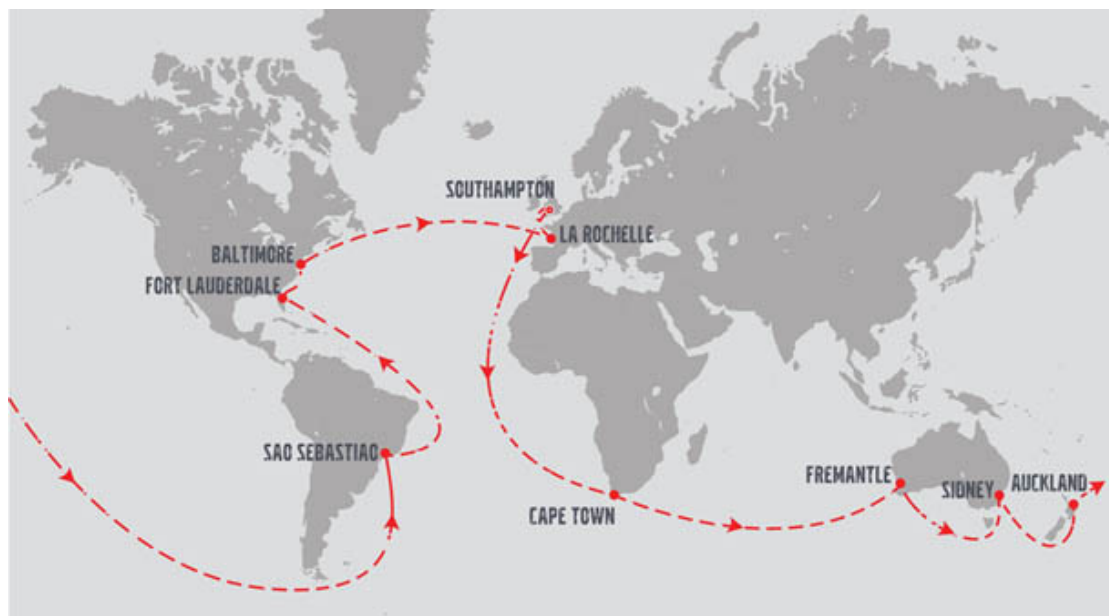 SOUTHAMPTON
LA ROCHELLE
BALTIMORE
FORT LAUDERDALE
SAO SEBASTIAO
FREMANTLE
SIDNEY
AUCKLAND
CAPE TOWN